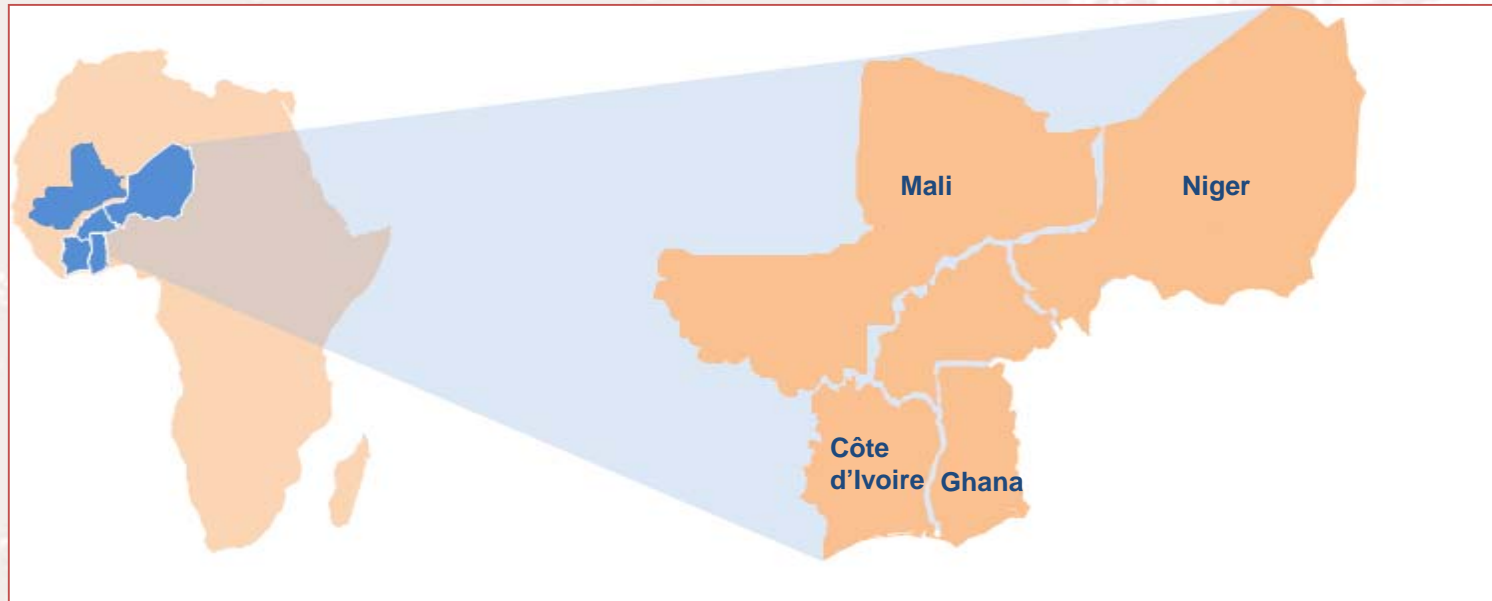 Mali
Niger
Côte
d’Ivoire
Ghana